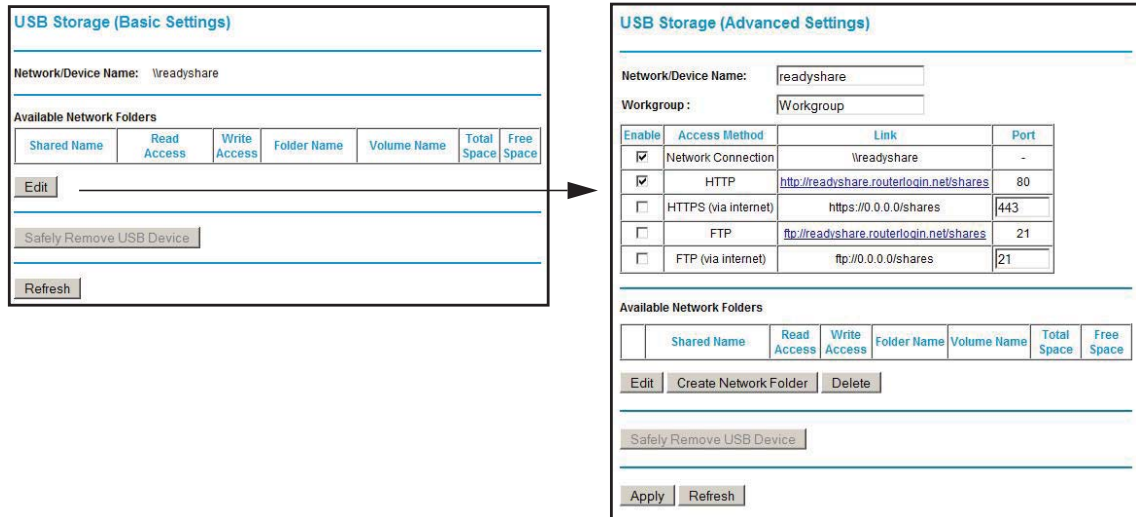 USB Storage (Basic Settings)
Network/Device Name: \\readyshare
Available Network Folders
Shared Name Read Access Write Access Folder Name Volume Name Total Space Free Space
Edit
Safely Remove USB Device
Refresh
USB Storage (Advanced Settings)
Network/Device Name: readyshare
Workgroup : Workgroup
Enable Access Method Link Port
Network Connection \\readyshare -
HTTP http://readyshare.routerlogin.net/shares 80
HTTPS (via internet) https://0.0.0.0/shares 443
FTP ftp://readyshare.routerlogin.net/shares 21
FTP (via internet) ftp://0.0.0.0/shares 21
Available Network Folders
Shared Name Read Access Write Access Folder Name Volume Name Total Space Free Space
Edit Create Network Folder Delete
Safely Remove USB Device
Apply Refresh